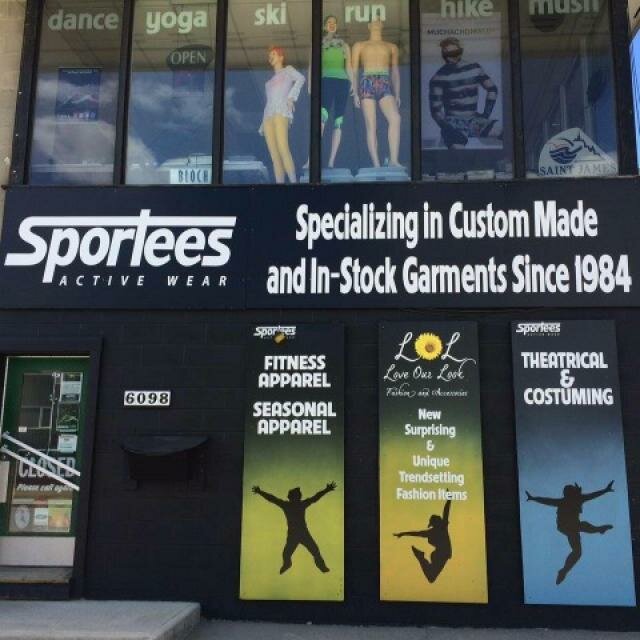 dance yoga ski run hike mush
OPEN
MUCHACHOMALO
BLOCH
SAINT JAMES
Sportees
ACTIVE WEAR
Specializing in Custom Made
and In-Stock Garments Since 1984
Sportees
FITNESS
APPAREL
SEASONAL
APPAREL
LOL
Love Our Look
Fashion and Accessories
New
Surprising
&
Unique
Trendsetting
Fashion Items
Sportees
THEATRICAL
&
COSTUMING
6098
CLOSED
Please call again